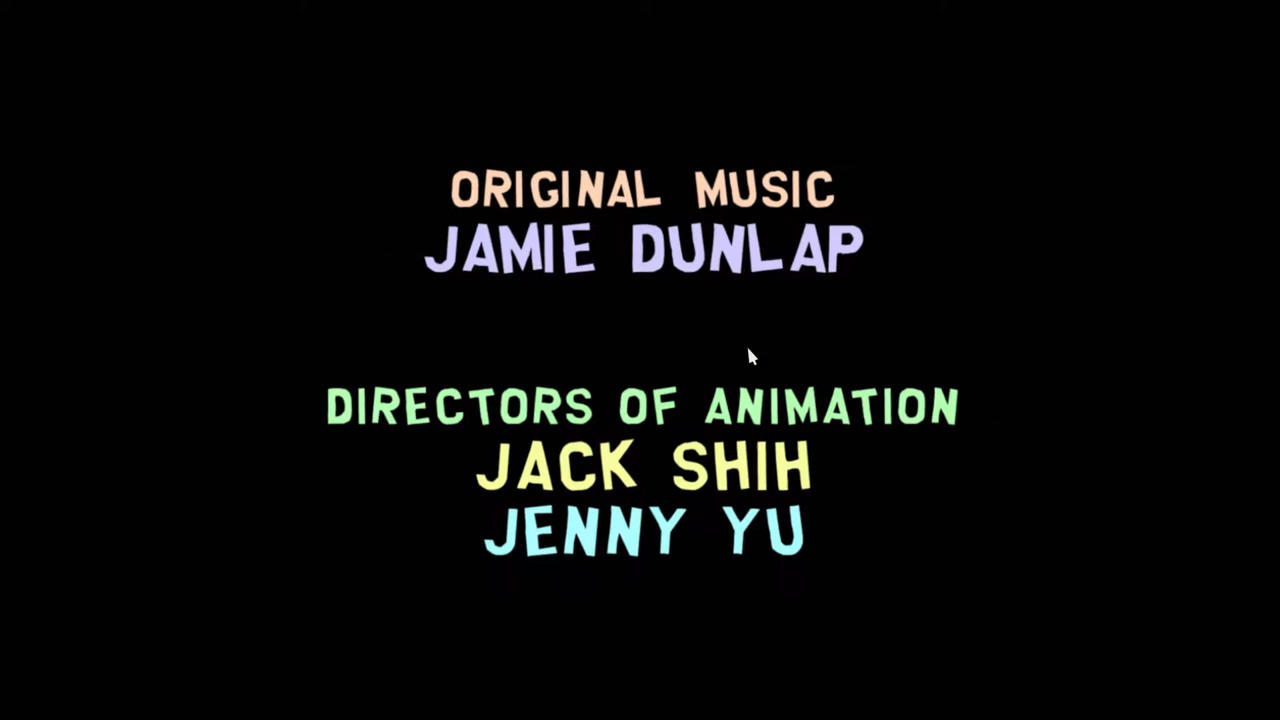 ORIGINAL MUSIC
JAMIE DUNLAP
DIRECTORS OF ANIMATION
JACK SHIH
JENNY YU